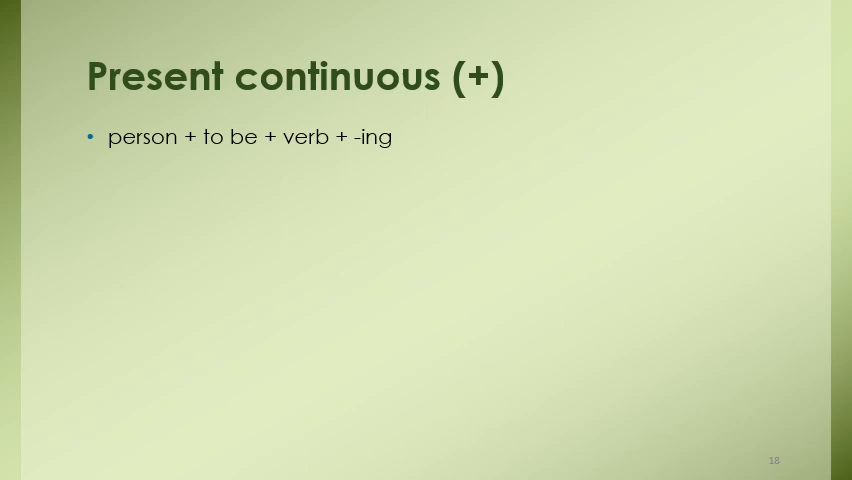 Present continuous (+)
• person + to be + verb + -ing
18